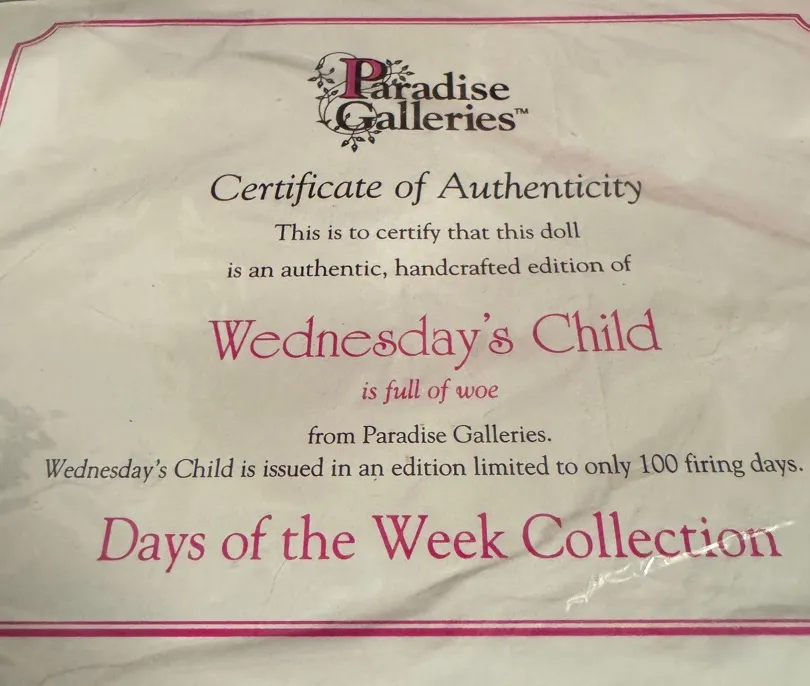 Paradise
Galleries™
Certificate of Authenticity
This is to certify that this doll
is an authentic, handcrafted edition of
Wednesday's Child
is full of woe
from Paradise Galleries.
Wednesday's Child is issued in an edition limited to only 100 firing days.
Days of the Week Collection